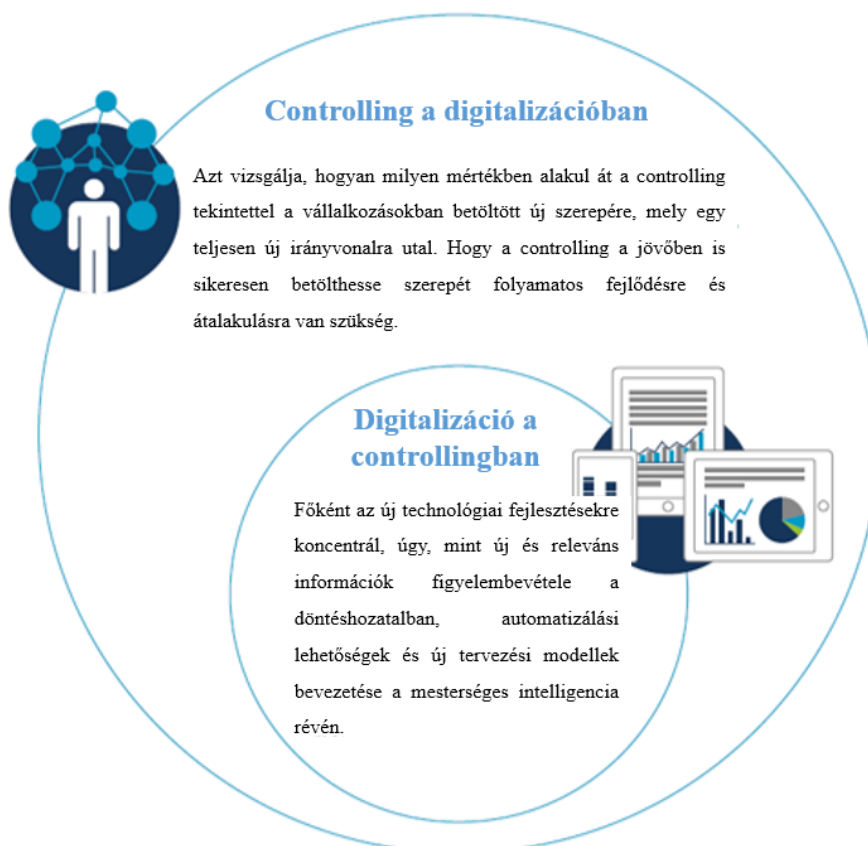 Controlling a digitalizációban
Azt vizsgálja, hogyan milyen mértékben alakul át a controlling
tekintettel a vállalkozásokban betöltött új szerepére, mely egy
teljesen új irányvonalra utal. Hogy a controlling a jövőben is
sikeresen betölthesse szerepét folyamatos fejlődésre és
átalakulásra van szükség.
Digitalizáció a
controllingban
Főként az új technológiai fejlesztésekre
koncentrál, úgy, mint új és releváns
információk figyelembevétele a
döntéshozatalban, automatizálási
lehetőségek és új tervezési modellek
bevezetése a mesterséges intelligencia
révén.